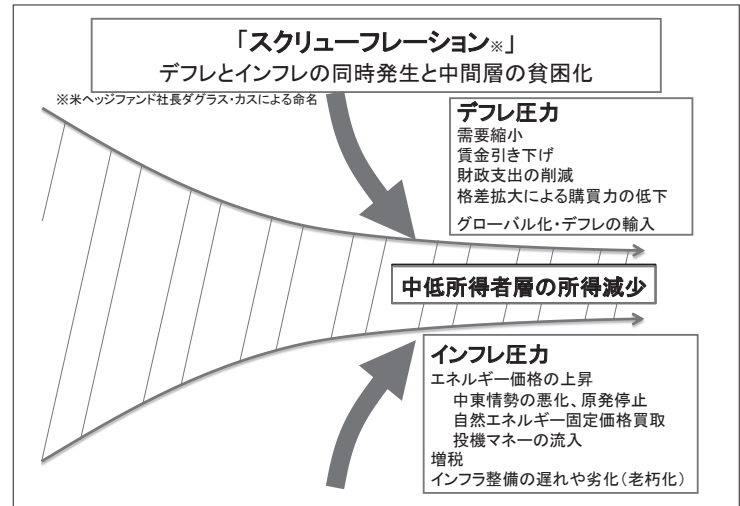 「スクリューフレーション※」
デフレとインフレの同時発生と中間層の貧困化
※米ヘッジファンド社長ダグラス・カスによる命名
デフレ圧力
需要縮小
賃金引き下げ
財政支出の削減
格差拡大による購買力の低下
グローバル化・デフレの輸入
中低所得者層の所得減少
インフレ圧力
エネルギー価格の上昇
中東情勢の悪化、原発停止
自然エネルギー固定価格買取
投機マネーの流入
増税
インフラ整備の遅れや劣化(老朽化)